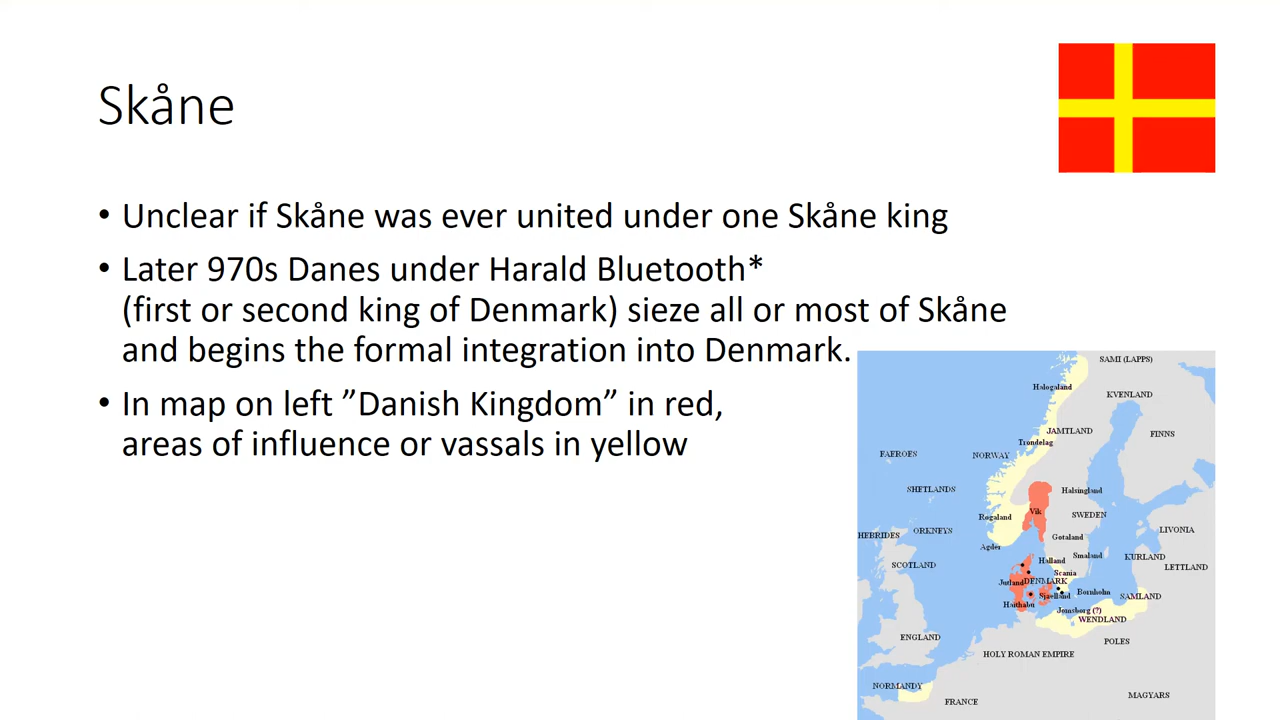 Skåne
• Unclear if Skåne was ever united under one Skåne king
• Later 970s Danes under Harald Bluetooth*
(first or second king of Denmark) sieze all or most of Skåne
and begins the formal integration into Denmark.
• In map on left ”Danish Kingdom” in red,
areas of influence or vassals in yellow
SAMI (LAPPS)
Halogaland
KVENLAND
JAMTLAND
FINNS
Trondelag
FAEROES
NORWAY
SHETLANDS
Halsingland
Vik
Rogaland
SWEDEN
HEBRIDES
ORKNEYS
LIVONIA
Gotaland
Agder
Smaland
KURLAND
Halland
SCOTLAND
LETTLAND
Scania
Jutland
DENMARK
Bornholm
Sjaelland
SAMLAND
Haithabu
Jomsborg (?)
WENDLAND
ENGLAND
POLES
HOLY ROMAN EMPIRE
NORMANDY
MAGYARS
FRANCE